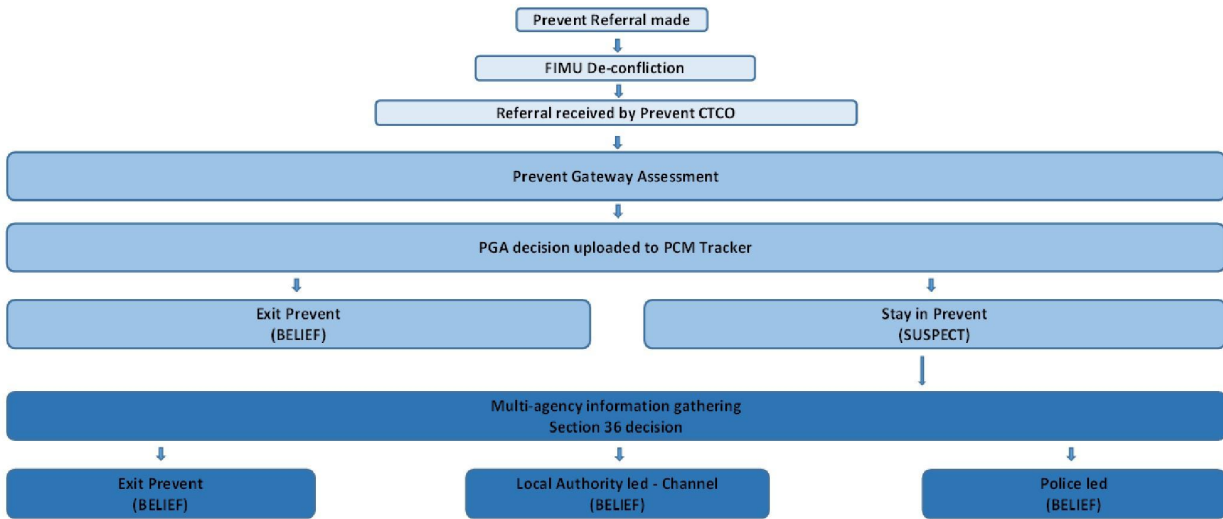 Prevent Referral made
FIMU De-confliction
Referral received by Prevent CTCO
Prevent Gateway Assessment
PGA decision uploaded to PCM Tracker
Exit Prevent
(BELIEF)
Stay in Prevent
(SUSPECT)
Multi-agency information gathering
Section 36 decision
Exit Prevent
(BELIEF)
Local Authority led - Channel
(BELIEF)
Police led
(BELIEF)